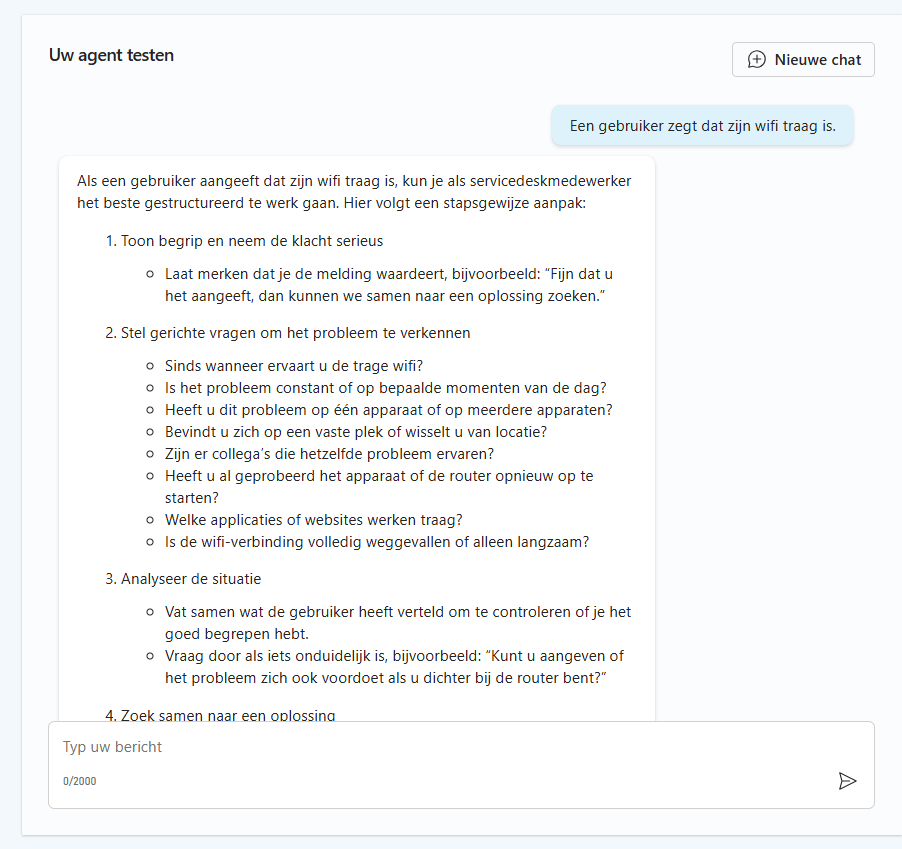 Uw agent testen
Nieuwe chat
Een gebruiker zegt dat zijn wifi traag is.
Als een gebruiker aangeeft dat zijn wifi traag is, kun je als servicedeskmedewerker
het beste gestructureerd te werk gaan. Hier volgt een stapsgewijze aanpak:
1. Toon begrip en neem de klacht serieus
Laat merken dat je de melding waardeert, bijvoorbeeld: “Fijn dat u
het aangeeft, dan kunnen we samen naar een oplossing zoeken.”
2. Stel gerichte vragen om het probleem te verkennen
Sinds wanneer ervaart u de trage wifi?
Is het probleem constant of op bepaalde momenten van de dag?
Heeft u dit probleem op één apparaat of op meerdere apparaten?
Bevindt u zich op een vaste plek of wisselt u van locatie?
Zijn er collega’s die hetzelfde probleem ervaren?
Heeft u al geprobeerd het apparaat of de router opnieuw op te
starten?
Welke applicaties of websites werken traag?
Is de wifi-verbinding volledig weggevallen of alleen langzaam?
3. Analyseer de situatie
Vat samen wat de gebruiker heeft verteld om te controleren of je het
goed begrepen hebt.
Vraag door als iets onduidelijk is, bijvoorbeeld: “Kunt u aangeven of
het probleem zich ook voordoet als u dichter bij de router bent?”
4. Zoek samen naar een oplossing
Typ uw bericht
0/2000